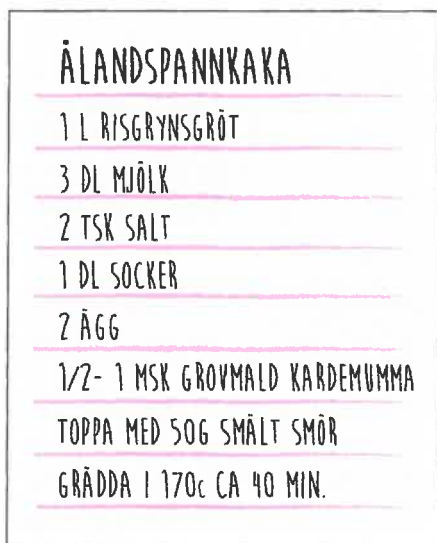 ÅLANDSPANNKAKA
1 L RISGRYNSGRÖT
3 DL MJÖLK
2 TSK SALT
1 DL SOCKER
2 ÄGG
1/2- 1 MSK GROVMALD KARDEMUMMA
TOPPA MED 50G SMÄLT SMÖR
GRÄDDA I 170c CA 40 MIN.